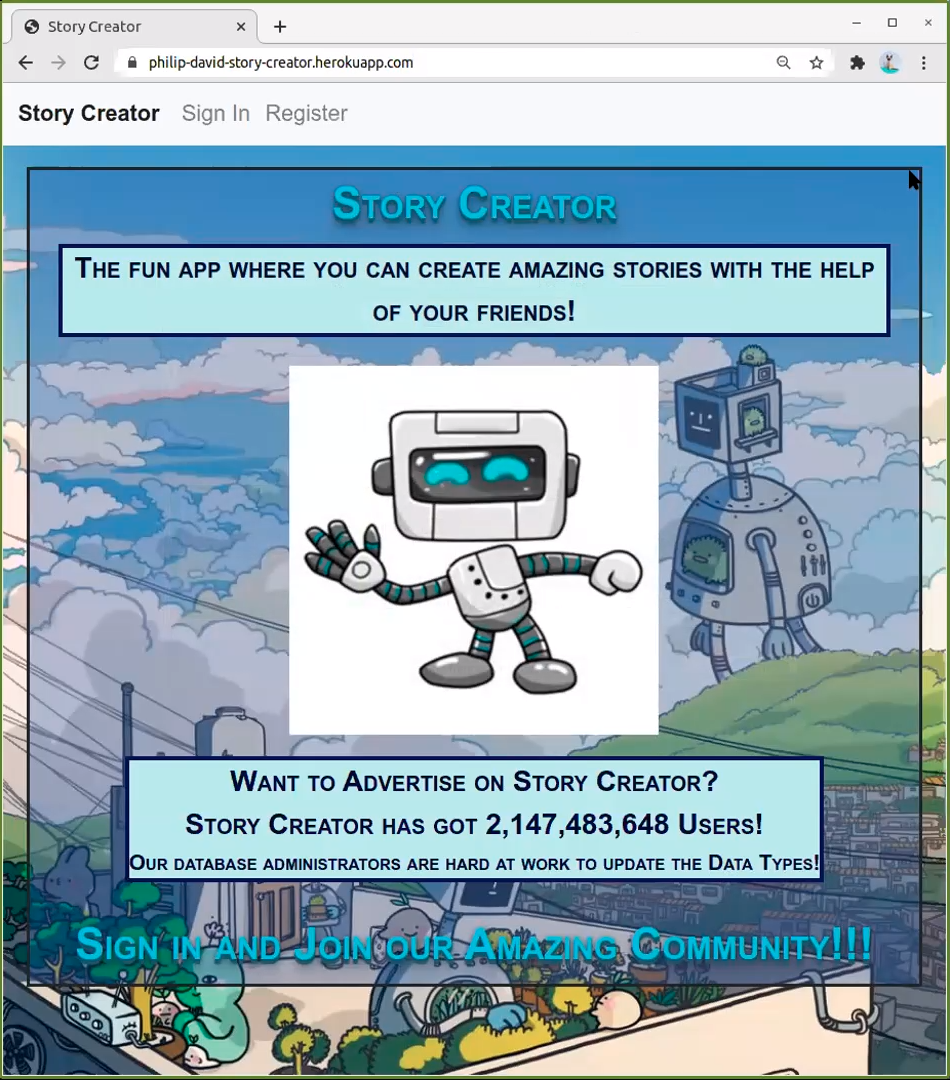 Story Creator
philip-david-story-creator.herokuapp.com
Story Creator Sign In Register
Story Creator
The fun app where you can create amazing stories with the help
of your friends!
Want to Advertise on Story Creator?
Story Creator has got 2,147,483,648 Users!
Our database administrators are hard at work to update the Data Types!
Sign in and Join our Amazing Community!!!